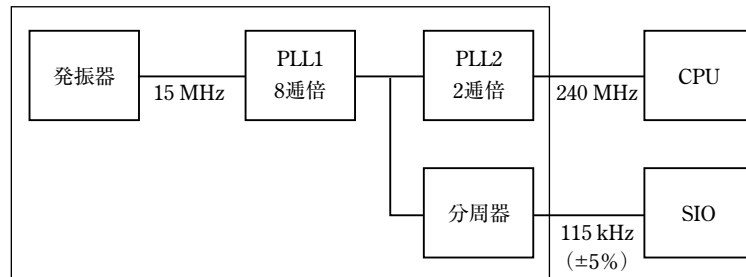 発振器
15 MHz
PLL1
8逓倍
PLL2
2逓倍
240 MHz
CPU
分周器
115 kHz
(±5%)
SIO